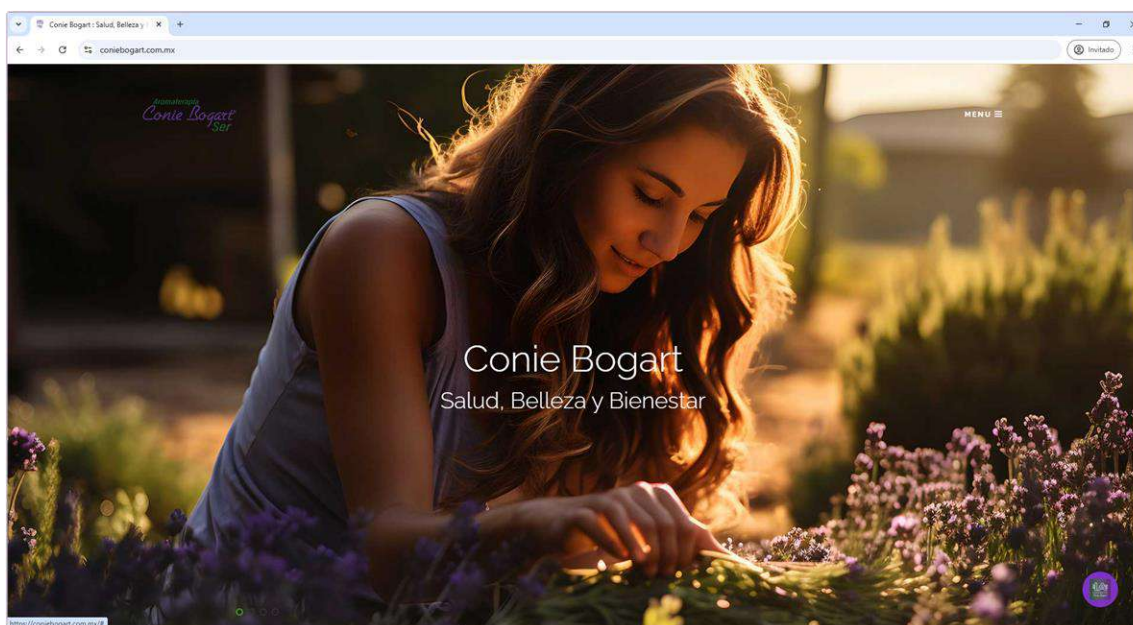 Conie Bogart : Salud, Belleza y
coniebogart.com.mx
Invitado
Aromaterapia
Conie Bogart
Ser
MENU
Conie Bogart
Salud, Belleza y Bienestar
https://coniebogart.com.mx/#